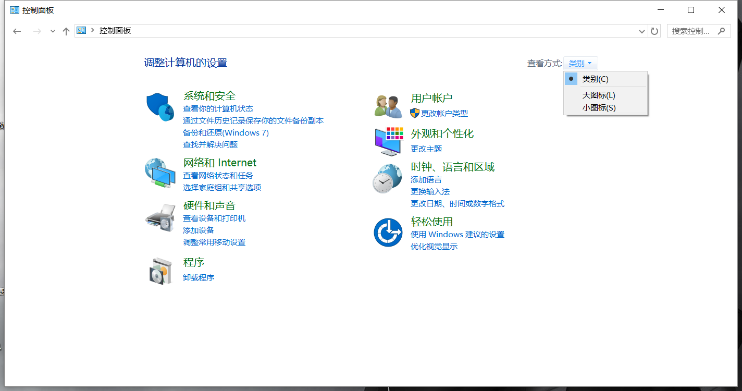 控制面板
控制面板
搜索控制...
调整计算机的设置
查看方式: 类别
类别(C)
大图标(L)
小图标(S)
系统和安全
查看你的计算机状态
通过文件历史记录保存你的文件备份副本
备份和还原(Windows 7)
查找并解决问题
网络和 Internet
查看网络状态和任务
选择家庭组和共享选项
硬件和声音
查看设备和打印机
添加设备
调整常用移动设置
程序
卸载程序
用户帐户
更改帐户类型
外观和个性化
更改主题
时钟、语言和区域
添加语言
更换输入法
更改日期、时间或数字格式
轻松使用
使用 Windows 建议的设置
优化视觉显示